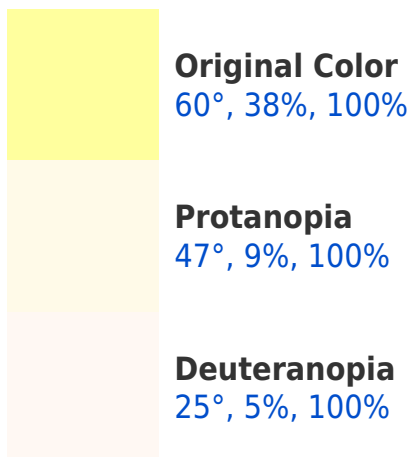 Original Color
60°, 38%, 100%
Protanopia
47°, 9%, 100%
Deuteranopia
25°, 5%, 100%